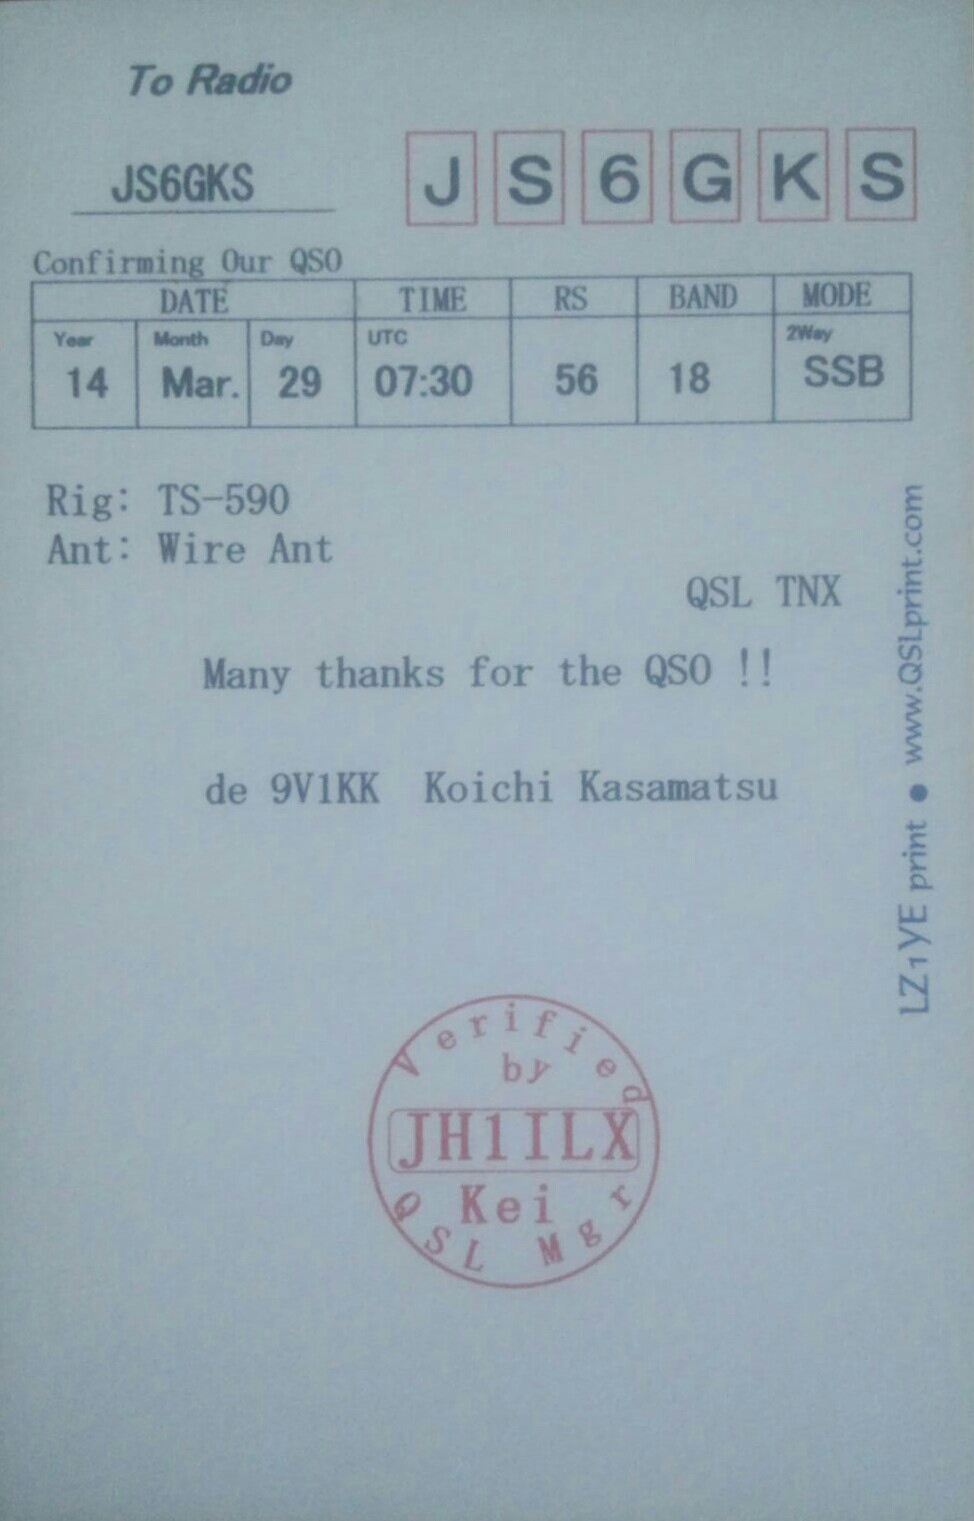 To Radio
JS6GKS
J S 6 G K S
Confirming Our QSO
DATE TIME RS BAND MODE
Year Month Day UTC 2Way
14 Mar. 29 07:30 56 18 SSB
Rig: TS-590
Ant: Wire Ant
QSL TNX
Many thanks for the QSO !!
de 9V1KK Koichi Kasamatsu
LZ1YE print ● www.QSLprint.com
Verified
by
JH1ILX
Kei
QSL Mgr